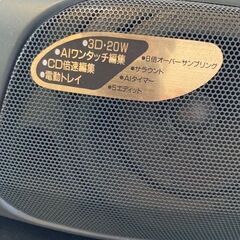 •3D・20W
•AIワンタッチ編集
•CD倍速編集
•電動トレイ
•8倍オーバーサンプリング
•サラウンド
•AIタイマー
•Sエディット